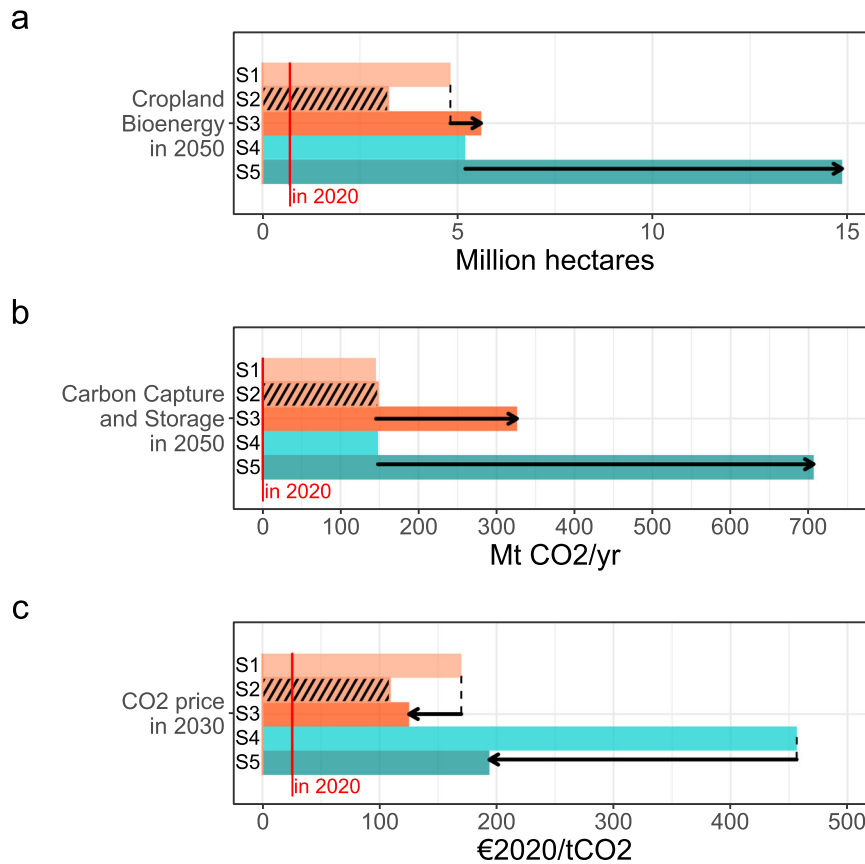 a
S1
S2
S3
S4
S5
Cropland
Bioenergy
in 2050
in 2020
0 5 10 15
Million hectares
b
S1
S2
S3
S4
S5
Carbon Capture
and Storage
in 2050
in 2020
0 100 200 300 400 500 600 700
Mt CO2/yr
c
S1
S2
S3
S4
S5
CO2 price
in 2030
in 2020
0 100 200 300 400 500
€2020/tCO2